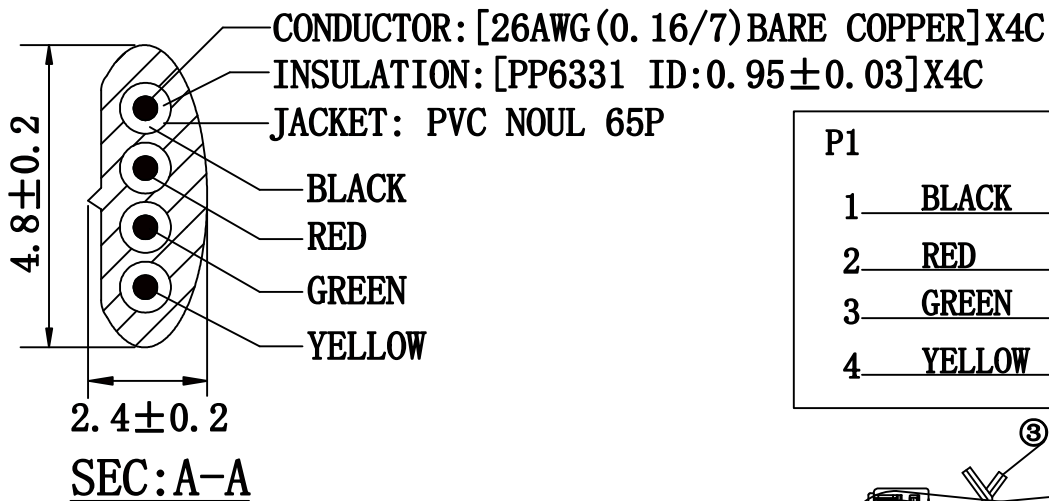 CONDUCTOR:[26AWG(0.16/7)BARE COPPER]X4C
INSULATION:[PP6331 ID:0.95±0.03]X4C
JACKET: PVC NOUL 65P
BLACK
RED
GREEN
YELLOW
4.8±0.2
2.4±0.2
SEC:A-A
P1
1 BLACK
2 RED
3 GREEN
4 YELLOW
③